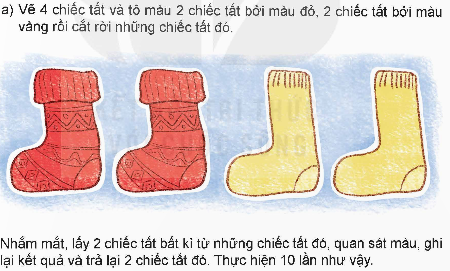 a) Vẽ 4 chiếc tất và tô màu 2 chiếc tất bởi màu đỏ, 2 chiếc tất bởi màu
vàng rồi cắt rời những chiếc tất đó.
Nhắm mắt, lấy 2 chiếc tất bất kì từ những chiếc tất đó, quan sát màu, ghi
lại kết quả và trả lại 2 chiếc tất đó. Thực hiện 10 lần như vậy.